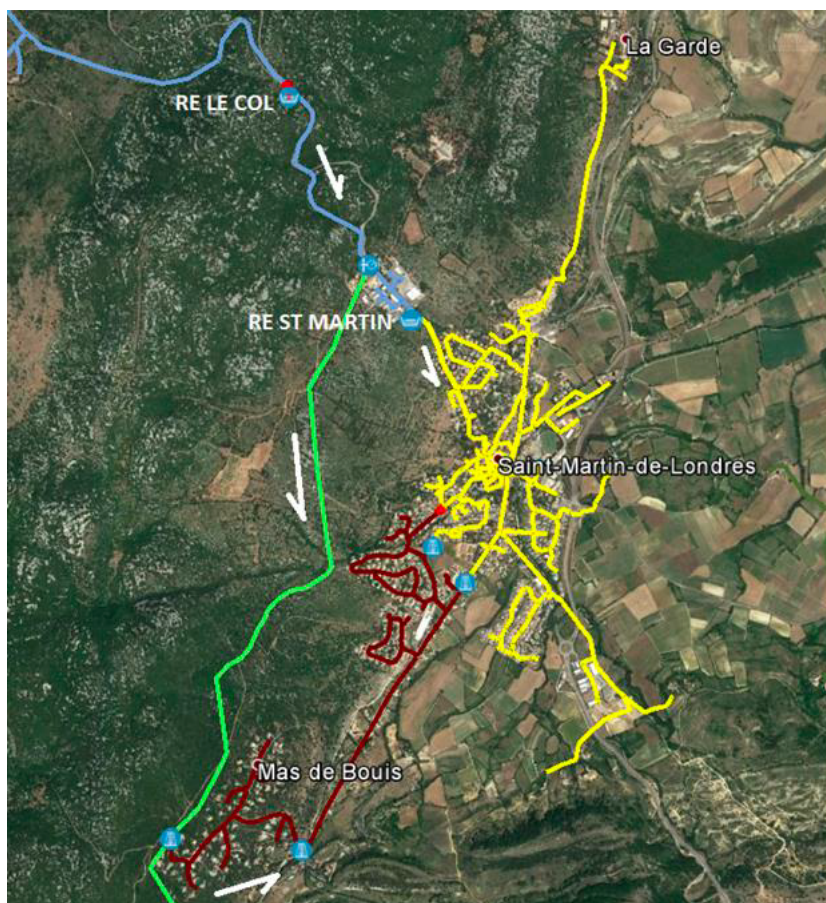 La Garde
RE LE COL
RE ST MARTIN
Saint-Martin-de-Londres
Mas de Bouis